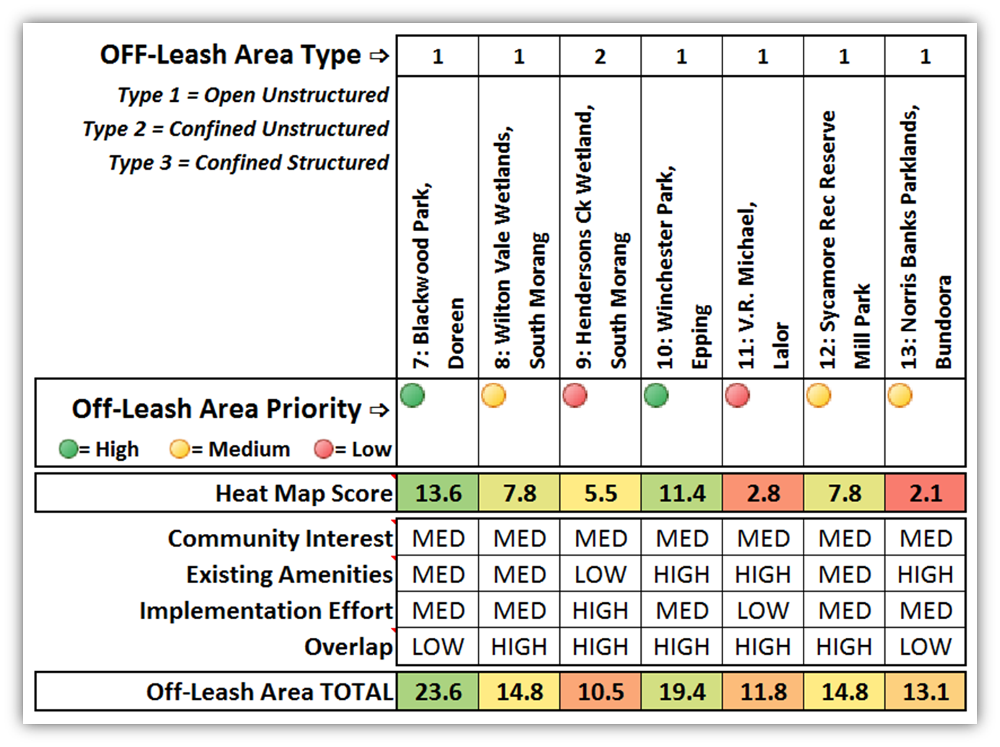 OFF-Leash Area Type ⇨ 1 1 2 1 1 1 1
Type 1 = Open Unstructured
Type 2 = Confined Unstructured
Type 3 = Confined Structured
7: Blackwood Park,
Doreen
8: Wilton Vale Wetlands,
South Morang
9: Hendersons Ck Wetland,
South Morang
10: Winchester Park,
Epping
11: V.R. Michael,
Lalor
12: Sycamore Rec Reserve
Mill Park
13: Norris Banks Parklands,
Bundoora
Off-Leash Area Priority ⇨
= High = Medium = Low
Heat Map Score 13.6 7.8 5.5 11.4 2.8 7.8 2.1
Community Interest MED MED MED MED MED MED MED
Existing Amenities MED MED LOW HIGH HIGH MED HIGH
Implementation Effort MED MED HIGH MED LOW MED MED
Overlap LOW HIGH HIGH HIGH HIGH HIGH LOW
Off-Leash Area TOTAL 23.6 14.8 10.5 19.4 11.8 14.8 13.1